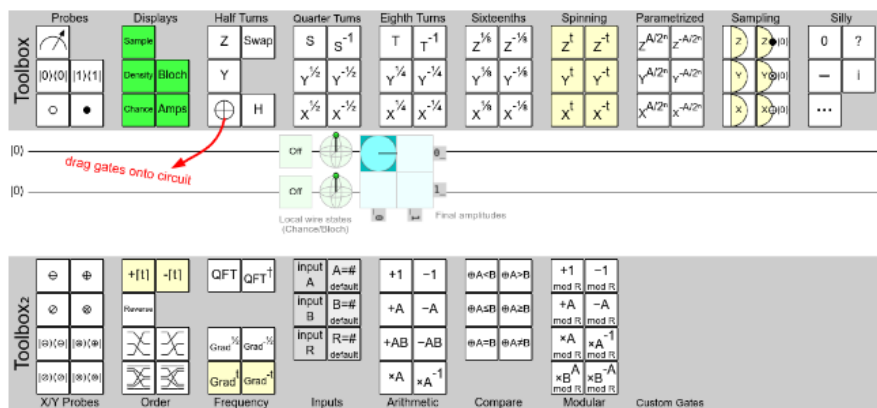 Toolbox
Probes Displays Half Turns Quarter Turns Eighth Turns Sixteenths Spinning Parametrized Sampling Silly
Sample Z Swap S S⁻¹ T T⁻¹ Z^⅛ Z^-⅛ Z^t Z^-t Z^A/2ⁿ Z^-A/2ⁿ Z Z |0⟩ 0 ?
|0⟩⟨0| |1⟩⟨1| Density Bloch Y Y^½ Y^-½ Y^¼ Y^-¼ Y^⅛ Y^-⅛ Y^t Y^-t Y^A/2ⁿ Y^-A/2ⁿ Y Y⊗|0⟩ — i
○ ● Chance Amps ⊕ H X^½ X^-½ X^¼ X^-¼ X^⅛ X^-⅛ X^t X^-t X^A/2ⁿ X^-A/2ⁿ X X⊕|0⟩ ...
|0⟩ Off 0_
drag gates onto circuit
|0⟩ Off 1_
_0 _1
Local wire states
(Chance/Bloch)
Final amplitudes
Toolbox₂
⊖ ⊕ +[t] -[t] QFT QFT† input A A=# default +1 −1 ⊕A<B ⊕A>B +1 mod R −1 mod R
⊘ ⊗ Reverse input B B=# default +A −A ⊕A≤B ⊕A≥B +A mod R −A mod R
|⊖⟩⟨⊖| |⊕⟩⟨⊕| Grad^½ Grad^-½ input R R=# default +AB −AB ⊕A=B ⊕A≠B ×A mod R ×A⁻¹ mod R
|⊘⟩⟨⊘| |⊗⟩⟨⊗| Grad^t Grad^-t ×A ×A⁻¹ ×B^A mod R ×B^-A mod R
X/Y Probes Order Frequency Inputs Arithmetic Compare Modular Custom Gates